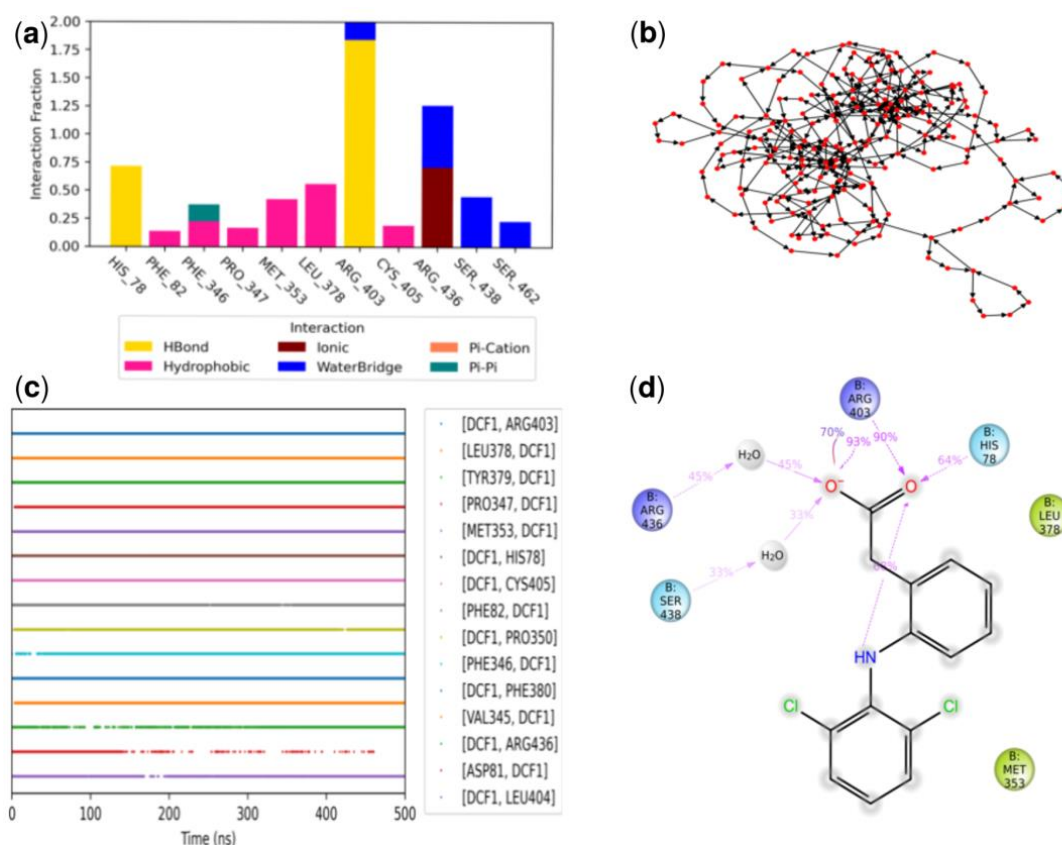 (a)
2.00
1.75
1.50
1.25
1.00
0.75
0.50
0.25
0.00
Interaction Fraction
HIS_78
PHE_82
PHE_346
PRO_347
MET_353
LEU_378
ARG_403
CYS_405
ARG_436
SER_438
SER_462
Interaction
HBond Ionic Pi-Cation
Hydrophobic WaterBridge Pi-Pi
(b)
(c)
[DCF1, ARG403]
[LEU378, DCF1]
[TYR379, DCF1]
[PRO347, DCF1]
[MET353, DCF1]
[DCF1, HIS78]
[DCF1, CYS405]
[PHE82, DCF1]
[DCF1, PRO350]
[PHE346, DCF1]
[DCF1, PHE380]
[VAL345, DCF1]
[DCF1, ARG436]
[ASP81, DCF1]
[DCF1, LEU404]
0 100 200 300 400 500
Time (ns)
(d)
B:
ARG
403
70%
93%
90%
B:
HIS
78
64%
H₂O
45%
45%
O⁻
O
B:
ARG
436
B:
LEU
378
33%
H₂O
33%
B:
SER
438
HN
Cl
Cl
B:
MET
353